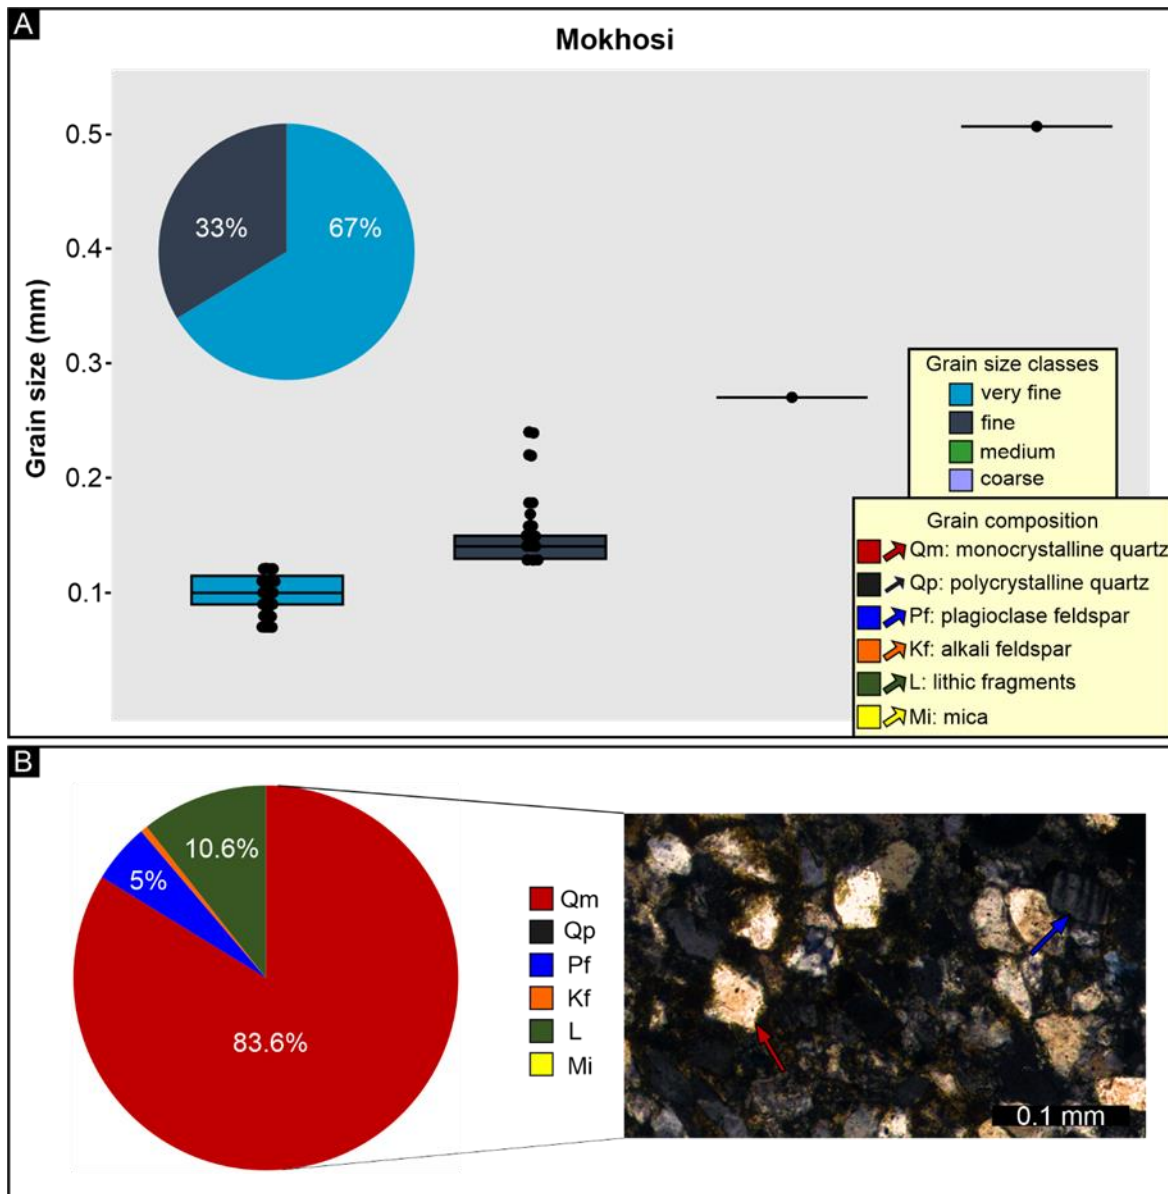 A
Mokhosi
Grain size (mm)
0.5
0.4
0.3
0.2
0.1
33%
67%
Grain size classes
very fine
fine
medium
coarse
Grain composition
Qm: monocrystalline quartz
Qp: polycrystalline quartz
Pf: plagioclase feldspar
Kf: alkali feldspar
L: lithic fragments
Mi: mica
B
10.6%
5%
83.6%
Qm
Qp
Pf
Kf
L
Mi
0.1 mm